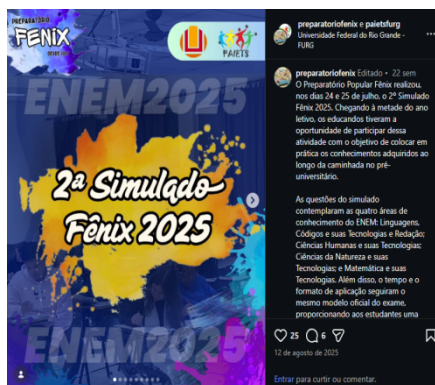 PREPARATÓRIO
FENIX
PAIETS
ENEM2025
2ª Simulado
Fênix 2025
ENEM2025
preparatoriofenix e paietsfurg
Universidade Federal do Rio Grande -
FURG
preparatoriofenix Editado • 22 sem
O Preparatório Popular Fênix realizou,
nos dias 24 e 25 de julho, o 2º Simulado
Fênix 2025. Chegando à metade do ano
letivo, os educandos tiveram a
oportunidade de participar dessa
atividade com o objetivo de colocar em
prática os conhecimentos adquiridos ao
longo da caminhada no pré-
universitário.
As questões do simulado
contemplaram as quatro áreas de
conhecimento do ENEM: Linguagens,
Códigos e suas Tecnologias e Redação;
Ciências Humanas e suas Tecnologias;
Ciências da Natureza e suas
Tecnologias; e Matemática e suas
Tecnologias. Além disso, o tempo e o
formato de aplicação seguiram o
mesmo modelo oficial do exame,
proporcionando aos estudantes uma
25 6
12 de agosto de 2025
Entrar para curtir ou comentar.